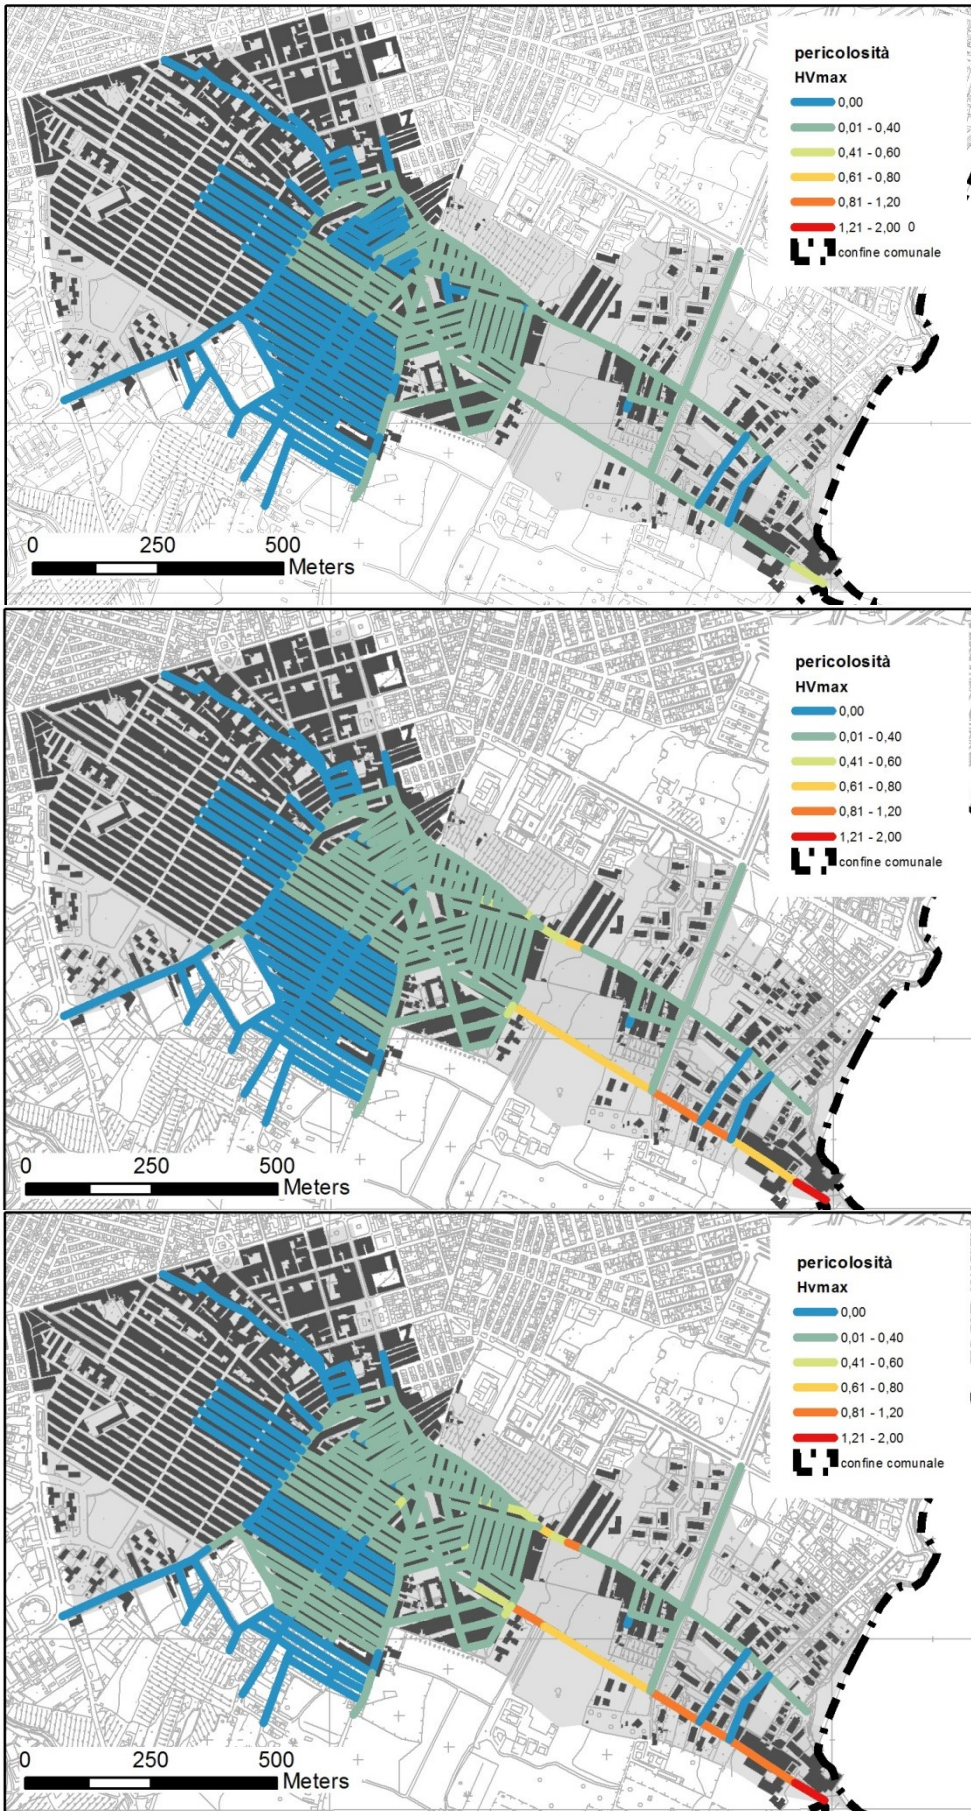 pericolosità
HVmax
0,00
0,01 - 0,40
0,41 - 0,60
0,61 - 0,80
0,81 - 1,20
1,21 - 2,00 0
confine comunale
0 250 500
Meters
pericolosità
HVmax
0,00
0,01 - 0,40
0,41 - 0,60
0,61 - 0,80
0,81 - 1,20
1,21 - 2,00
confine comunale
0 250 500
Meters
pericolosità
Hvmax
0,00
0,01 - 0,40
0,41 - 0,60
0,61 - 0,80
0,81 - 1,20
1,21 - 2,00
confine comunale
0 250 500
Meters